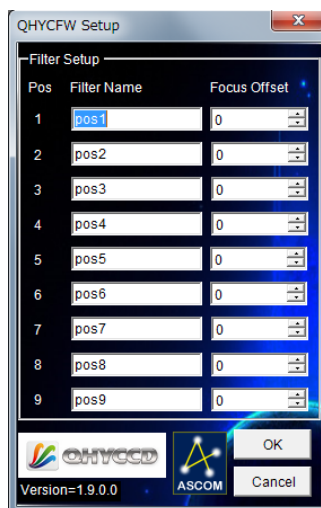 QHYCFW Setup
Filter Setup
Pos Filter Name Focus Offset
1 pos1 0
2 pos2 0
3 pos3 0
4 pos4 0
5 pos5 0
6 pos6 0
7 pos7 0
8 pos8 0
9 pos9 0
QHYCCD
ASCOM
OK
Cancel
Version=1.9.0.0